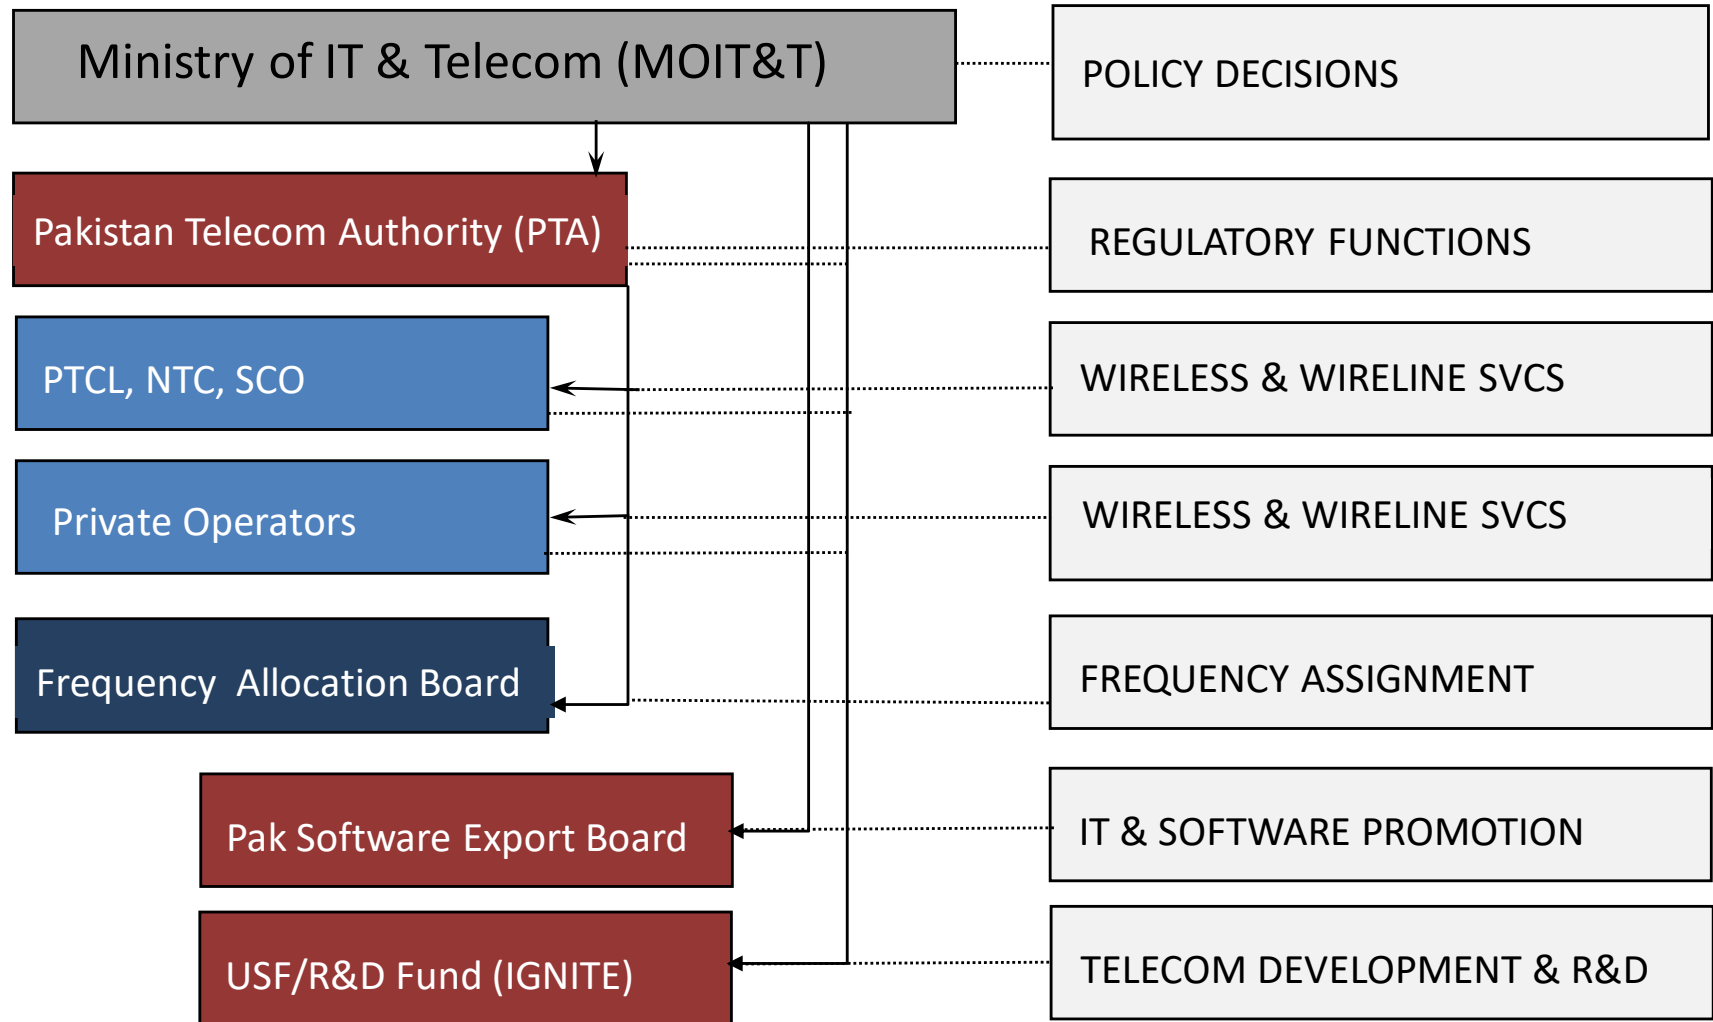 Ministry of IT & Telecom (MOIT&T)
POLICY DECISIONS
Pakistan Telecom Authority (PTA)
REGULATORY FUNCTIONS
PTCL, NTC, SCO
WIRELESS & WIRELINE SVCS
Private Operators
WIRELESS & WIRELINE SVCS
Frequency Allocation Board
FREQUENCY ASSIGNMENT
Pak Software Export Board
IT & SOFTWARE PROMOTION
USF/R&D Fund (IGNITE)
TELECOM DEVELOPMENT & R&D